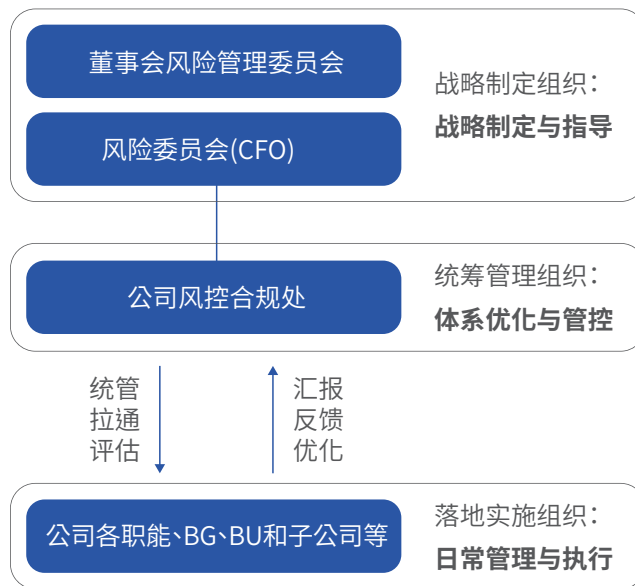 董事会风险管理委员会
风险委员会(CFO)
战略制定组织：
战略制定与指导
公司风控合规处
统筹管理组织：
体系优化与管控
统管
拉通
评估
汇报
反馈
优化
公司各职能、BG、BU和子公司等
落地实施组织：
日常管理与执行